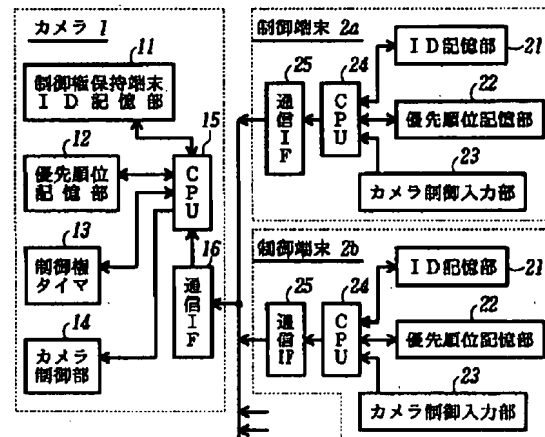 カメラ 1
11
制御権保持端末
ID記憶部
12
優先順位
記憶部
13
制御権
タイマ
14
カメラ
制御部
15
CPU
16
通信IF
制御端末 2a
25
通信IF
24
CPU
ID記憶部
21
22
優先順位記憶部
23
カメラ制御入力部
制御端末 2b
25
通信IF
24
CPU
ID記憶部
21
22
優先順位記憶部
23
カメラ制御入力部